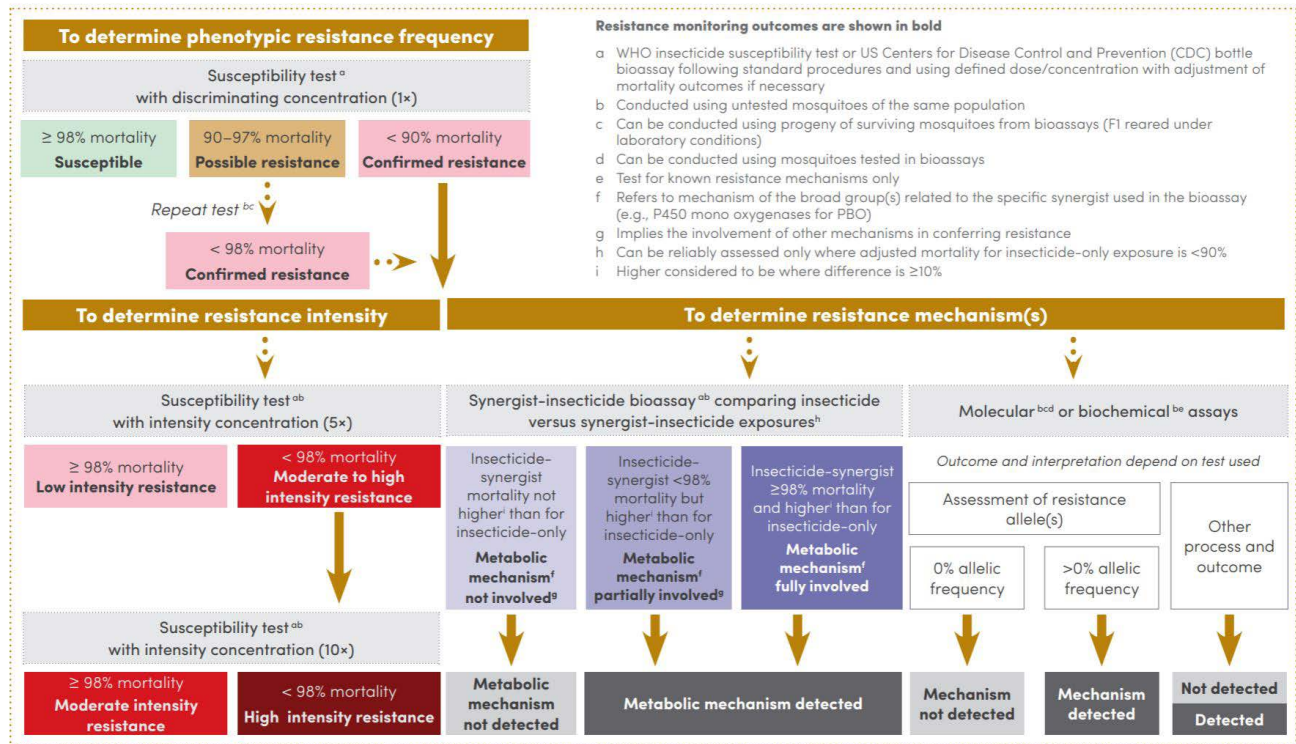 To determine phenotypic resistance frequency
Susceptibility test ᵃ
with discriminating concentration (1×)
≥ 98% mortality
Susceptible
90–97% mortality
Possible resistance
< 90% mortality
Confirmed resistance
Repeat test ᵇᶜ
< 98% mortality
Confirmed resistance
Resistance monitoring outcomes are shown in bold
a WHO insecticide susceptibility test or US Centers for Disease Control and Prevention (CDC) bottle
bioassay following standard procedures and using defined dose/concentration with adjustment of
mortality outcomes if necessary
b Conducted using untested mosquitoes of the same population
c Can be conducted using progeny of surviving mosquitoes from bioassays (F1 reared under
laboratory conditions)
d Can be conducted using mosquitoes tested in bioassays
e Test for known resistance mechanisms only
f Refers to mechanism of the broad group(s) related to the specific synergist used in the bioassay
(e.g., P450 mono oxygenases for PBO)
g Implies the involvement of other mechanisms in conferring resistance
h Can be reliably assessed only where adjusted mortality for insecticide-only exposure is <90%
i Higher considered to be where difference is ≥10%
To determine resistance intensity
Susceptibility test ᵃᵇ
with intensity concentration (5×)
≥ 98% mortality
Low intensity resistance
< 98% mortality
Moderate to high
intensity resistance
Susceptibility test ᵃᵇ
with intensity concentration (10×)
≥ 98% mortality
Moderate intensity
resistance
< 98% mortality
High intensity resistance
To determine resistance mechanism(s)
Synergist-insecticide bioassay ᵃᵇ comparing insecticide
versus synergist-insecticide exposuresʰ
Insecticide-
synergist
mortality not
higherⁱ than for
insecticide-only
Metabolic
mechanismᶠ
not involvedᵍ
Insecticide-
synergist <98%
mortality but
higherⁱ than for
insecticide-only
Metabolic
mechanismᶠ
partially involvedᵍ
Insecticide-synergist
≥98% mortality
and higherⁱ than for
insecticide-only
Metabolic
mechanismᶠ
fully involved
Metabolic
mechanism
not detected
Metabolic mechanism detected
Molecular ᵇᶜᵈ or biochemical ᵇᵉ assays
Outcome and interpretation depend on test used
Assessment of resistance
allele(s)
0% allelic
frequency
>0% allelic
frequency
Other
process and
outcome
Mechanism
not detected
Mechanism
detected
Not detected
Detected